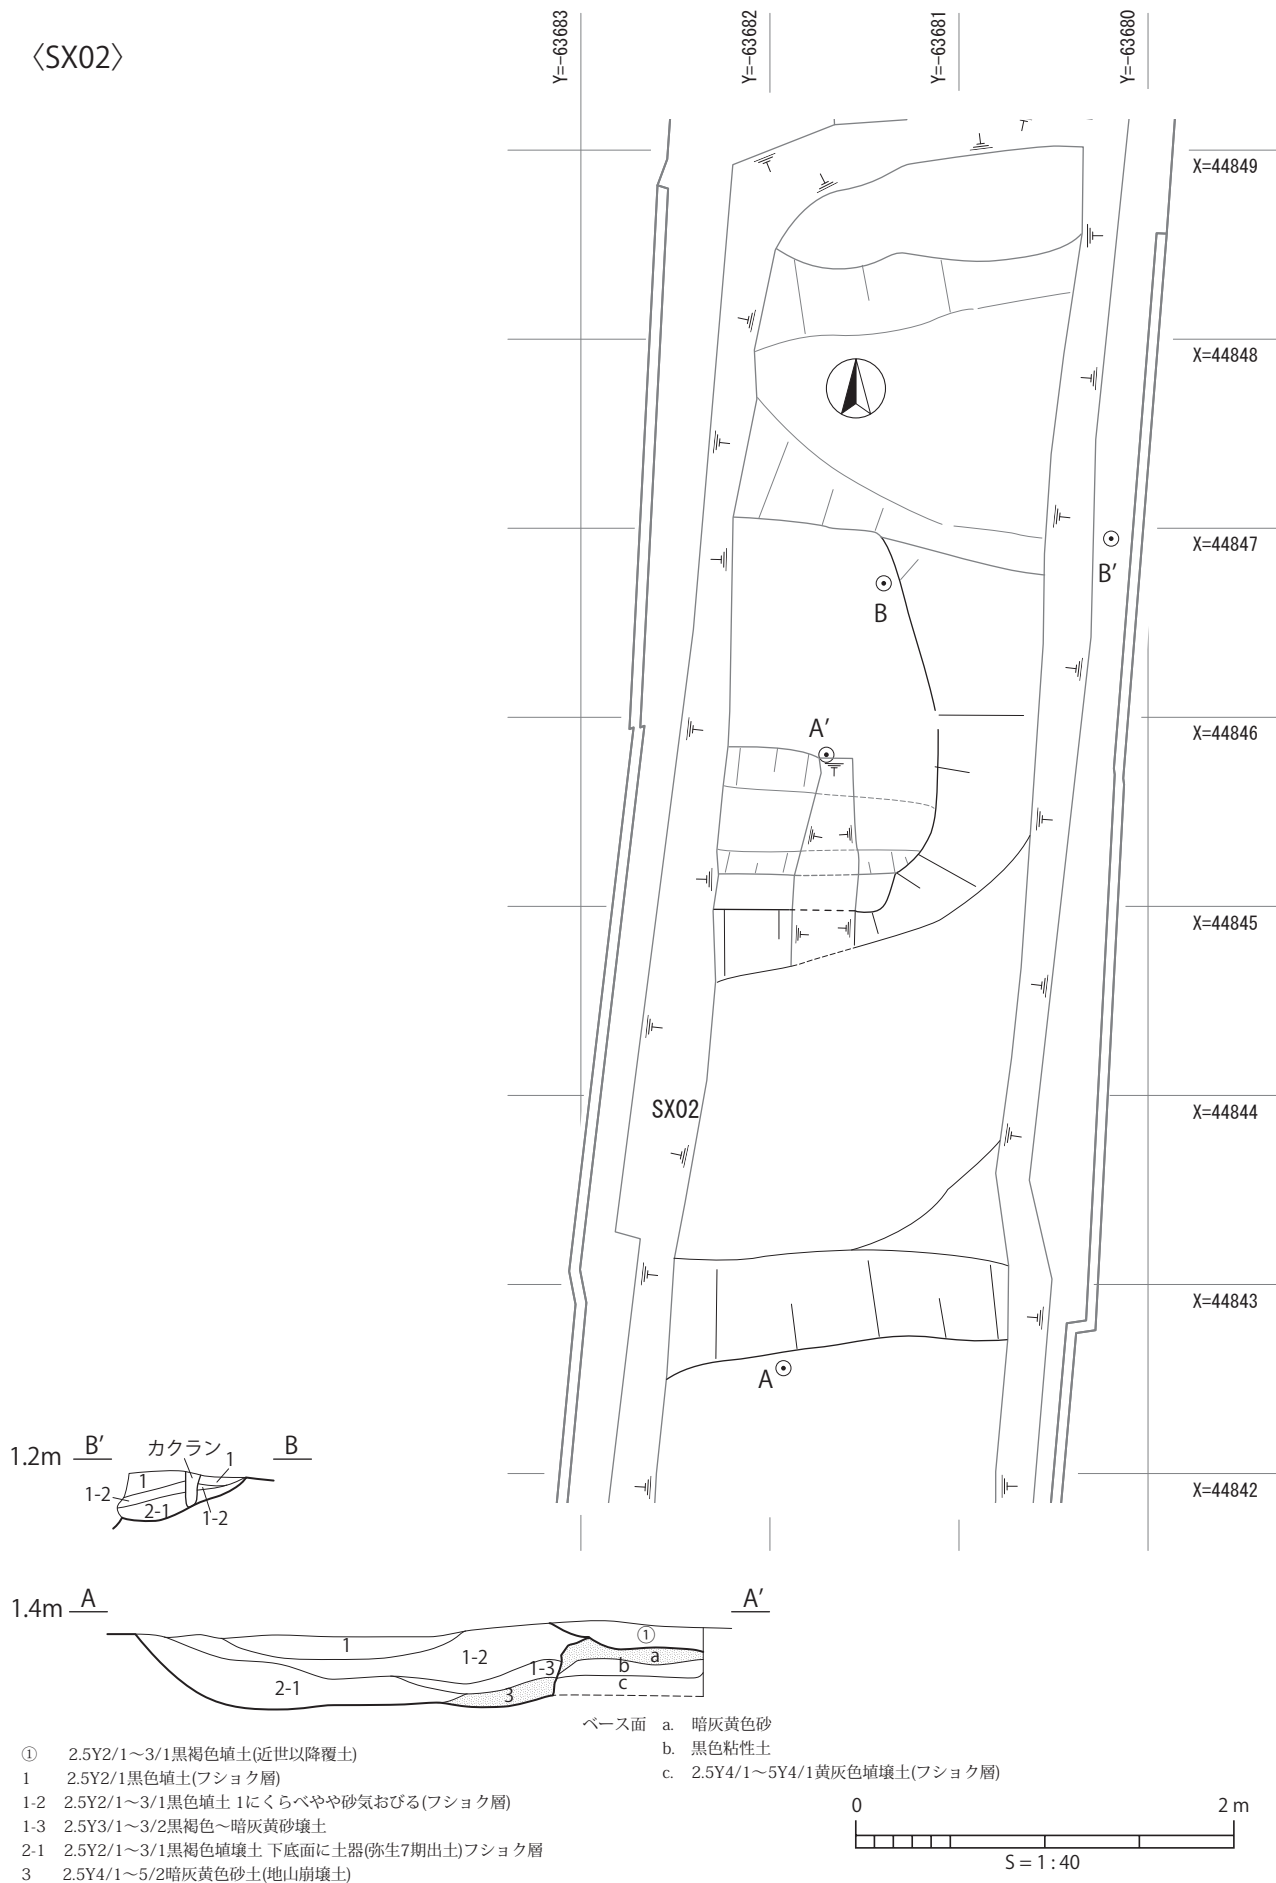 〈SX02〉
Y=-63683
Y=-63682
Y=-63681
Y=-63680
X=44849
X=44848
X=44847
B′
B
X=44846
A′
X=44845
SX02
X=44844
X=44843
A
X=44842
1.2m B′ カクラン 1 B
1
1-2
2-1 1-2
1.4m A A′
①
1
1-2 a
1-3 b
2-1 c
3
ベース面 a. 暗灰黄色砂
b. 黒色粘性土
c. 2.5Y4/1～5Y4/1黄灰色埴壌土(フショク層)
① 2.5Y2/1～3/1黒褐色埴土(近世以降覆土)
1 2.5Y2/1黒色埴土(フショク層)
1-2 2.5Y2/1～3/1黒色埴土 1にくらべやや砂気おびる(フショク層)
1-3 2.5Y3/1～3/2黒褐色～暗灰黄砂壌土
2-1 2.5Y2/1～3/1黒褐色埴壌土 下底面に土器(弥生7期出土)フショク層
3 2.5Y4/1～5/2暗灰黄色砂土(地山崩壌土)
0 2 m
S = 1 : 40